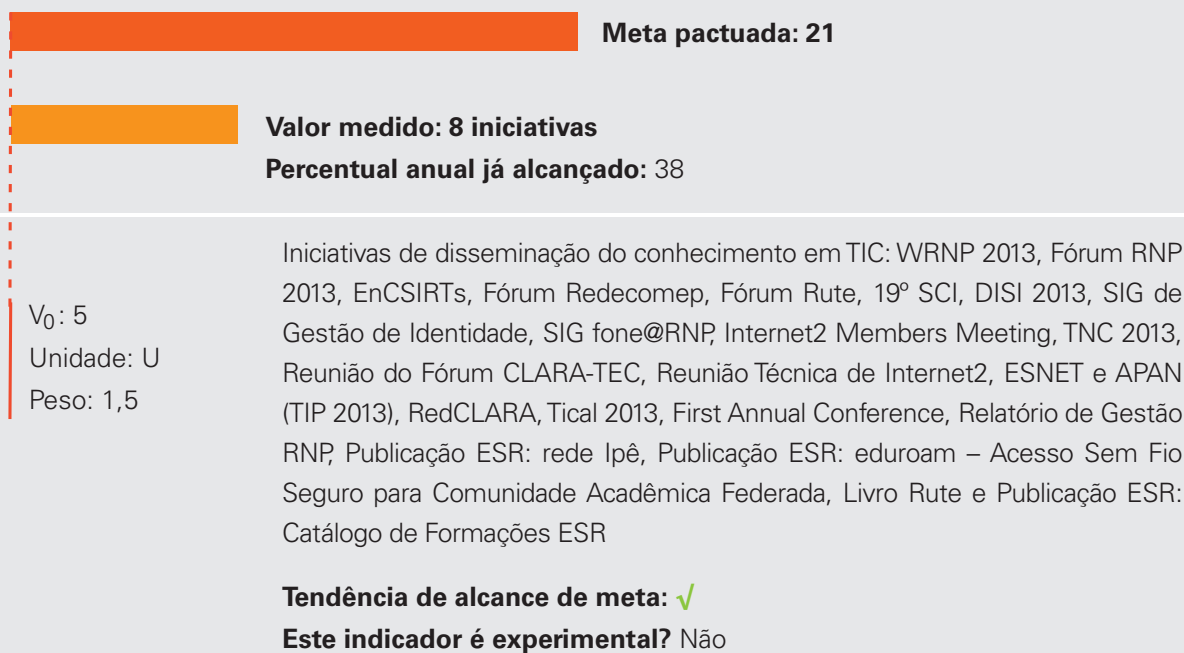 Meta pactuada: 21
Valor medido: 8 iniciativas
Percentual anual já alcançado: 38
V0: 5
Unidade: U
Peso: 1,5
Iniciativas de disseminação do conhecimento em TIC: WRNP 2013, Fórum RNP
2013, EnCSIRTs, Fórum Redecomep, Fórum Rute, 19º SCI, DISI 2013, SIG de
Gestão de Identidade, SIG fone@RNP, Internet2 Members Meeting, TNC 2013,
Reunião do Fórum CLARA-TEC, Reunião Técnica de Internet2, ESNET e APAN
(TIP 2013), RedCLARA, Tical 2013, First Annual Conference, Relatório de Gestão
RNP, Publicação ESR: rede Ipê, Publicação ESR: eduroam – Acesso Sem Fio
Seguro para Comunidade Acadêmica Federada, Livro Rute e Publicação ESR:
Catálogo de Formações ESR
Tendência de alcance de meta: √
Este indicador é experimental? Não